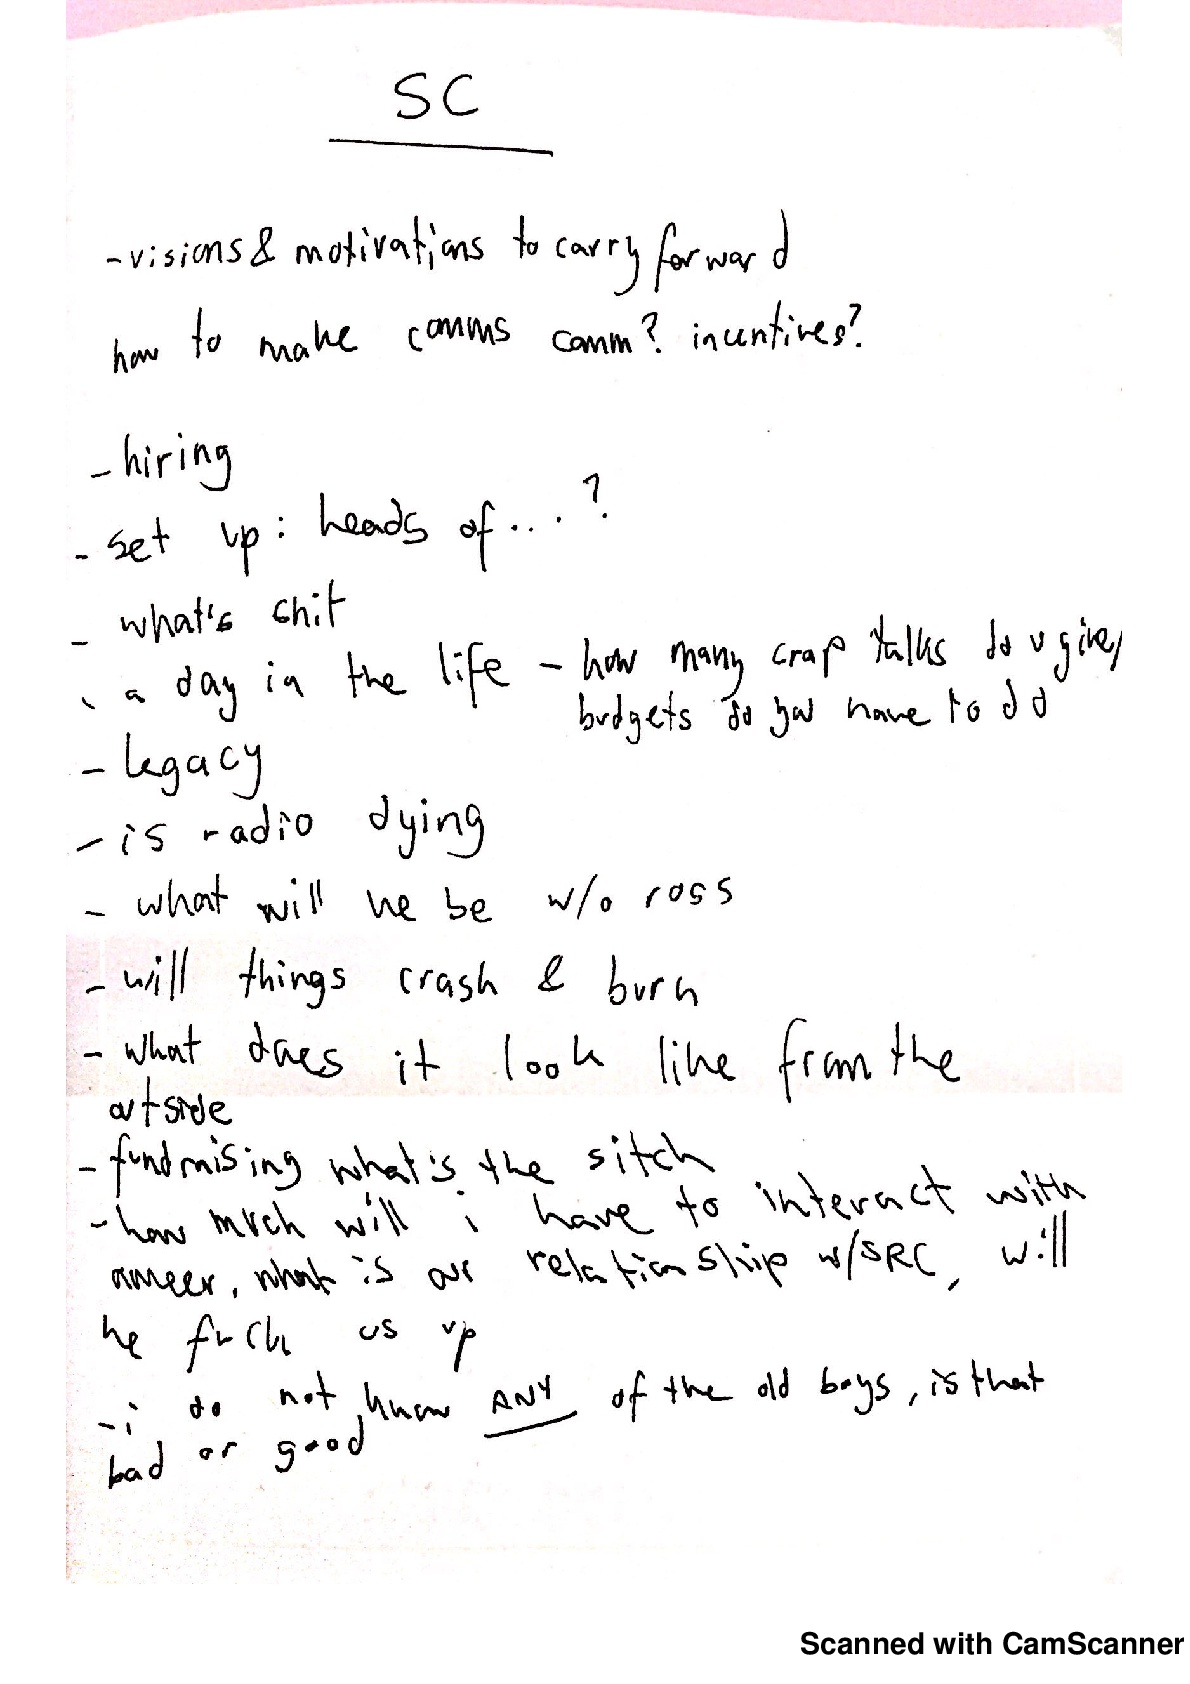 SC
- visions & motivations to carry forward
how to make comms comm? incentives?
- hiring
- set up: heads of ... ?
- what's shit
- a day in the life - how many crap talks do u give/
budgets do you have to do
- legacy
- is radio dying
- what will we be w/o ross
- will things crash & burn
- what does it look like from the
outside
- fundraising what's the sitch
- how much will i have to interact with
ameer, what is our relationship w/SRC, will
he fuck us up
- i do not know ANY of the old boys, is that
bad or good
Scanned with CamScanner